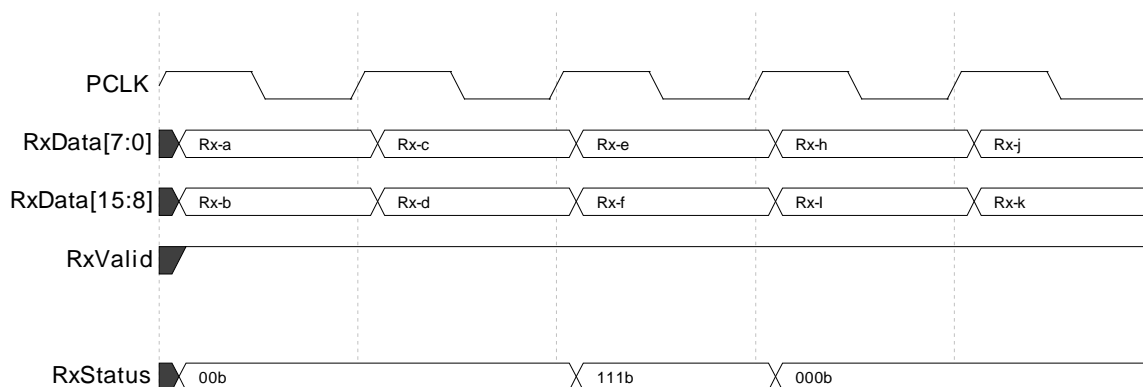 PCLK
RxData[7:0] Rx-a Rx-c Rx-e Rx-h Rx-j
RxData[15:8] Rx-b Rx-d Rx-f Rx-l Rx-k
RxValid
RxStatus 00b 111b 000b